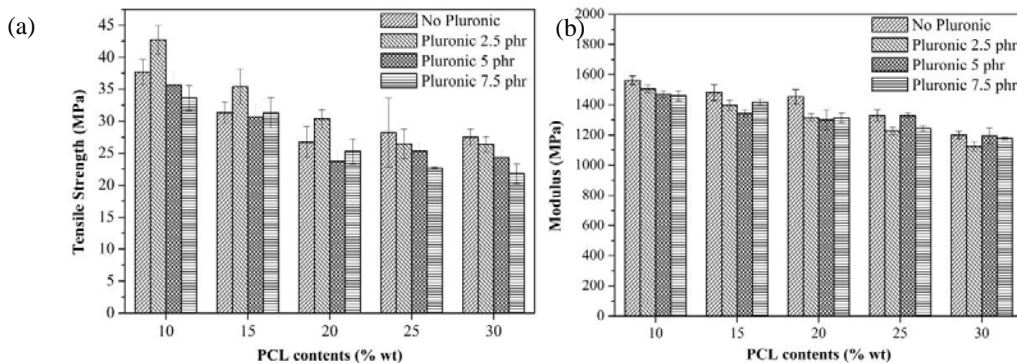 (a)
No Pluronic
Pluronic 2.5 phr
Pluronic 5 phr
Pluronic 7.5 phr
45
40
35
30
25
20
15
10
5
0
Tensile Strength (MPa)
10 15 20 25 30
PCL contents (% wt)
(b)
No Pluronic
Pluronic 2.5 phr
Pluronic 5 phr
Pluronic 7.5 phr
2000
1800
1600
1400
1200
1000
800
600
400
200
0
Modulus (MPa)
10 15 20 25 30
PCL contents (% wt)